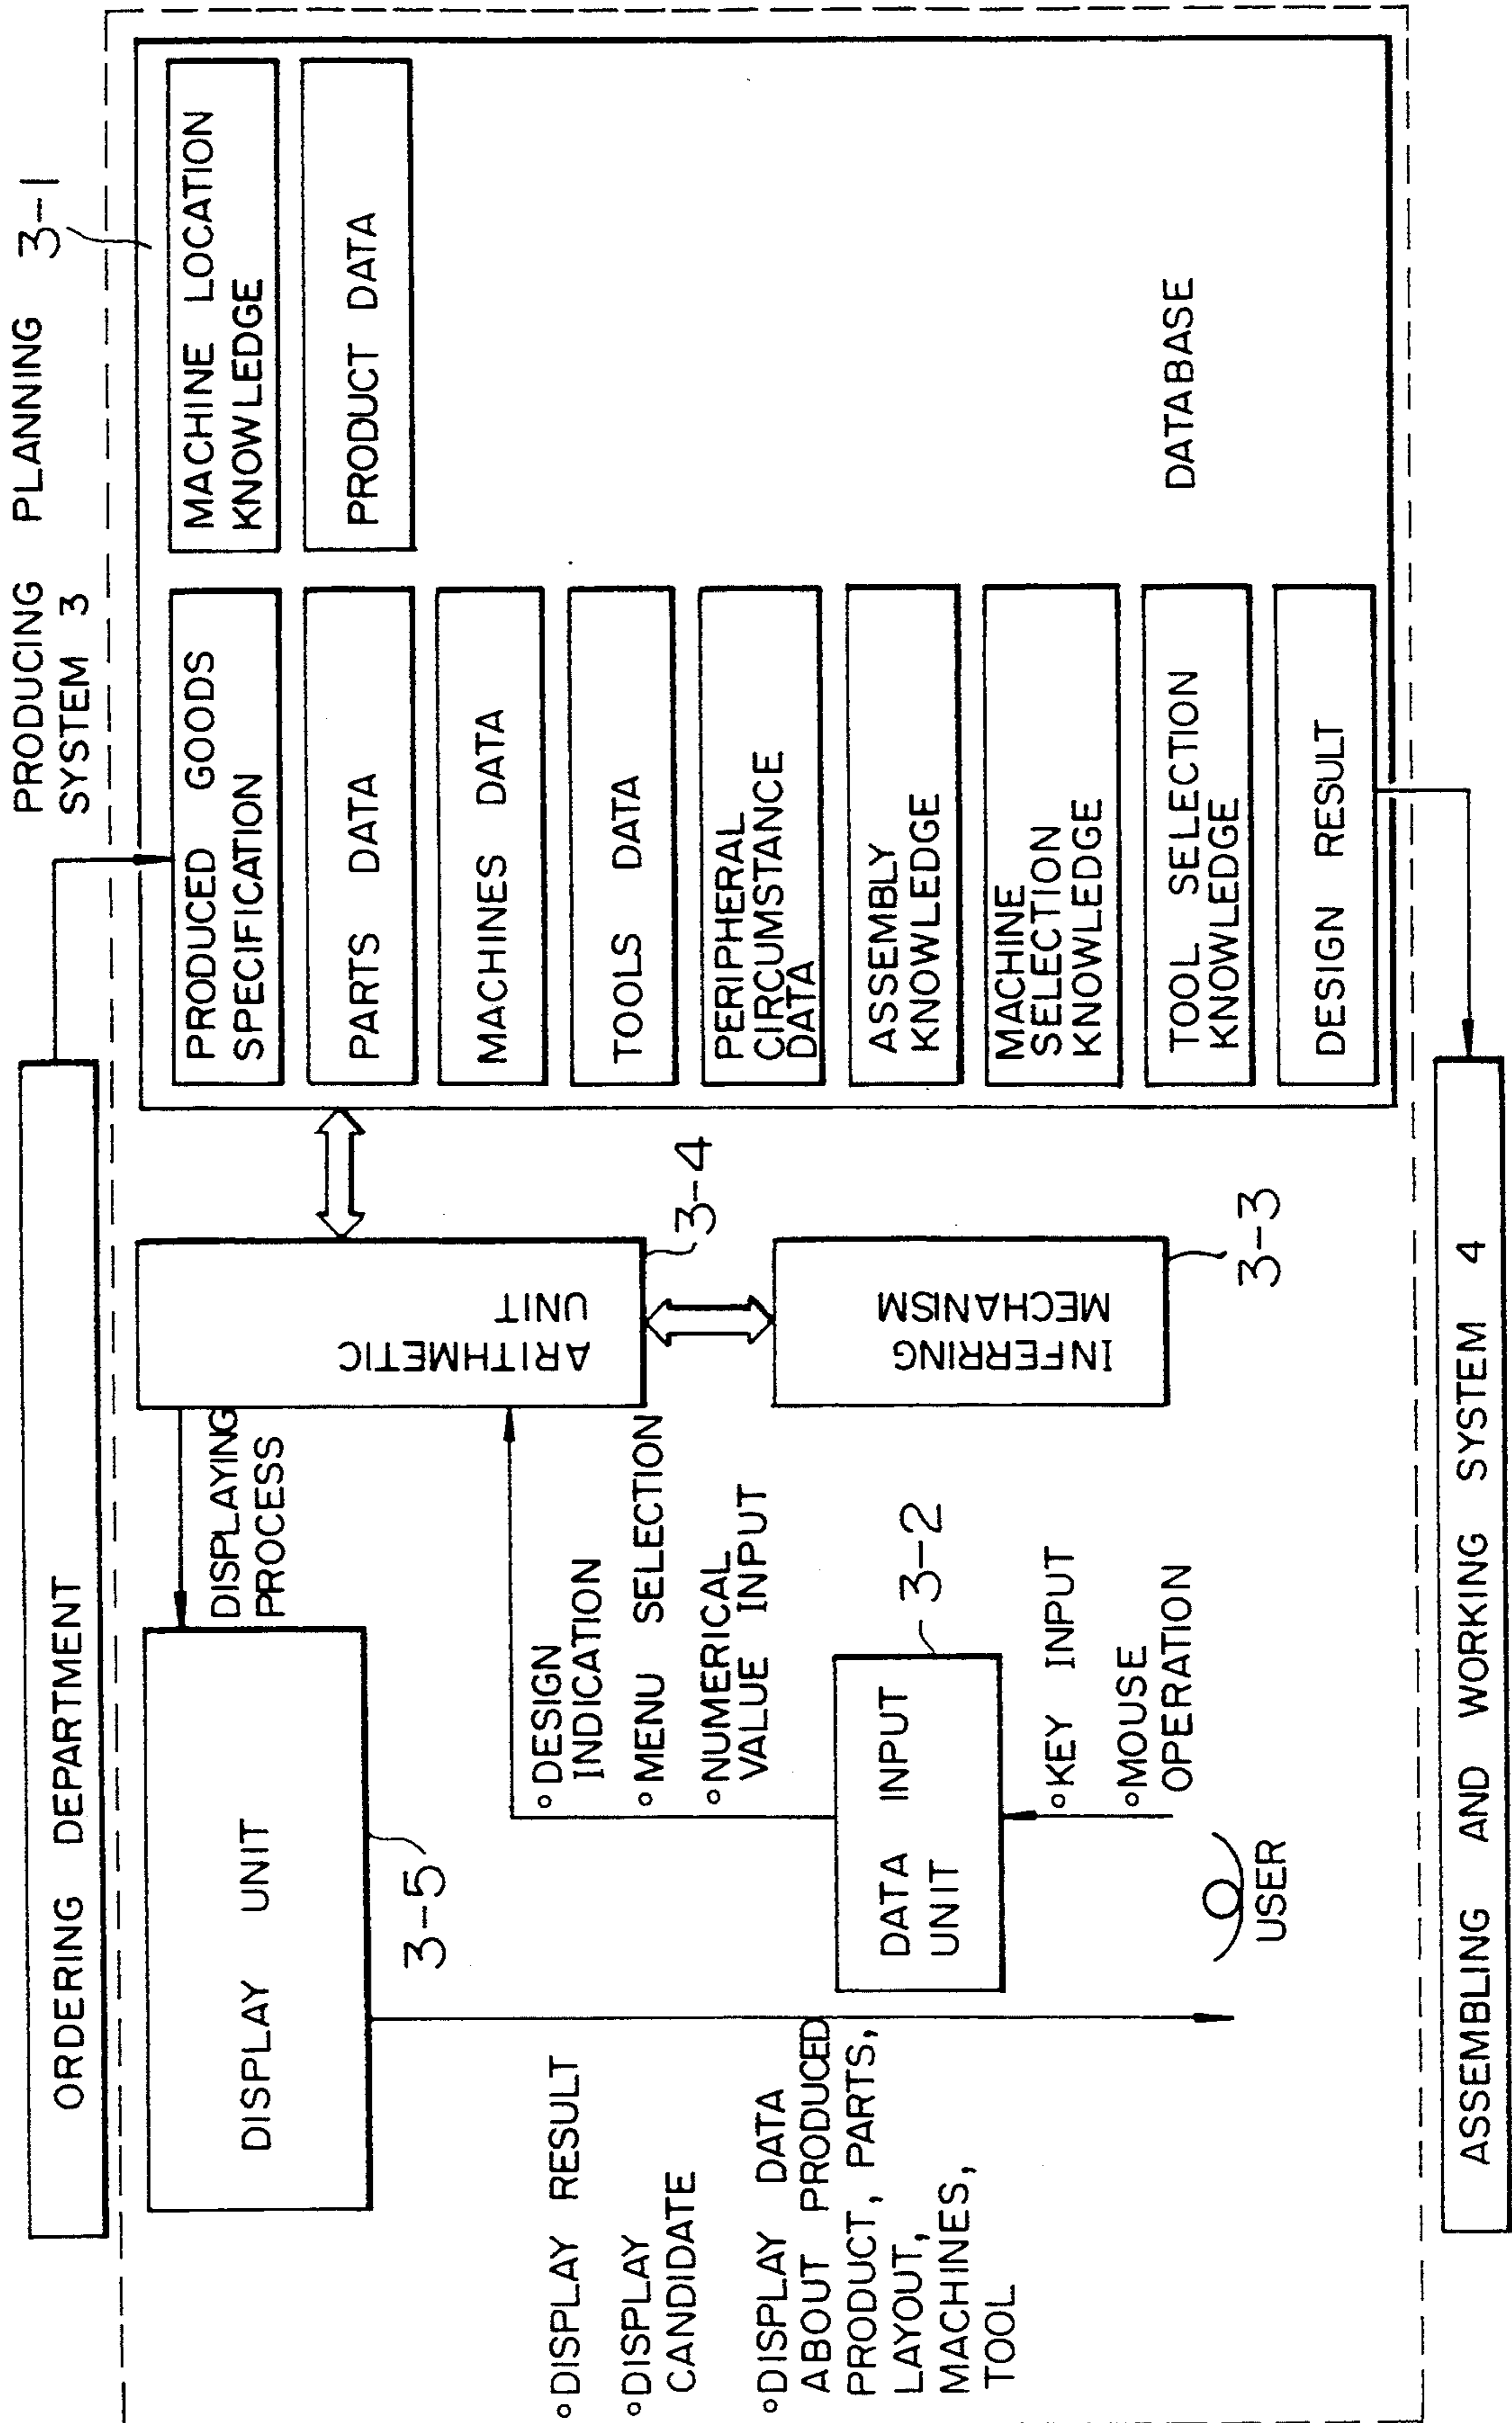 ORDERING DEPARTMENT
PRODUCING PLANNING
SYSTEM 3
3-1
DISPLAY UNIT
3-5
DISPLAYING
PROCESS
ARITHMETIC
UNIT
3-4
INFERRING
MECHANISM
3-3
DESIGN
INDICATION
MENU SELECTION
NUMERICAL
VALUE INPUT
DATA INPUT
UNIT
3-2
KEY INPUT
MOUSE
OPERATION
USER
DISPLAY RESULT
DISPLAY
CANDIDATE
DISPLAY DATA
ABOUT PRODUCED
PRODUCT, PARTS,
LAYOUT,
MACHINES,
TOOL
PRODUCED GOODS
SPECIFICATION
PARTS DATA
MACHINES DATA
TOOLS DATA
PERIPHERAL
CIRCUMSTANCE
DATA
ASSEMBLY
KNOWLEDGE
MACHINE
SELECTION
KNOWLEDGE
TOOL SELECTION
KNOWLEDGE
DESIGN RESULT
MACHINE LOCATION
KNOWLEDGE
PRODUCT DATA
DATABASE
ASSEMBLING AND WORKING SYSTEM 4